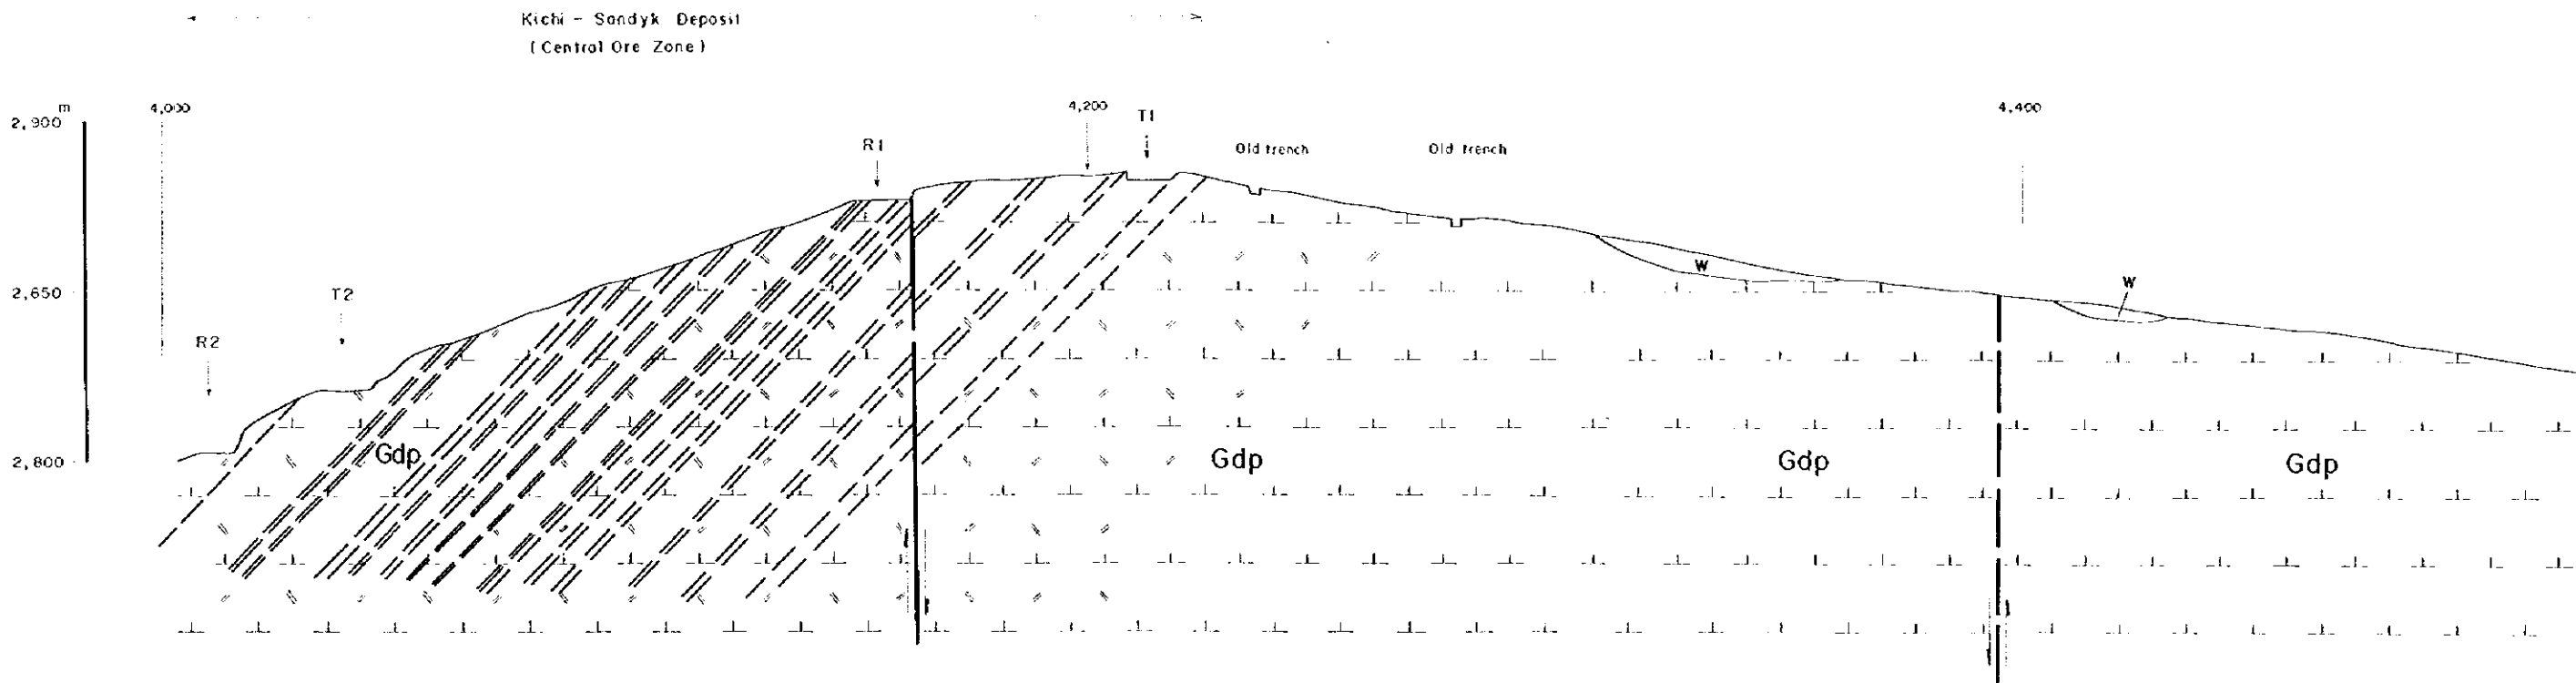 Kichi - Sandyk Deposit
(Central Ore Zone)
m
4,000
4,200
T1
4,400
2,900
R1
Old trench
Old trench
W
2,650
T2
W
R2
Gdp
2,800
Gdp
Gdp
Gdp